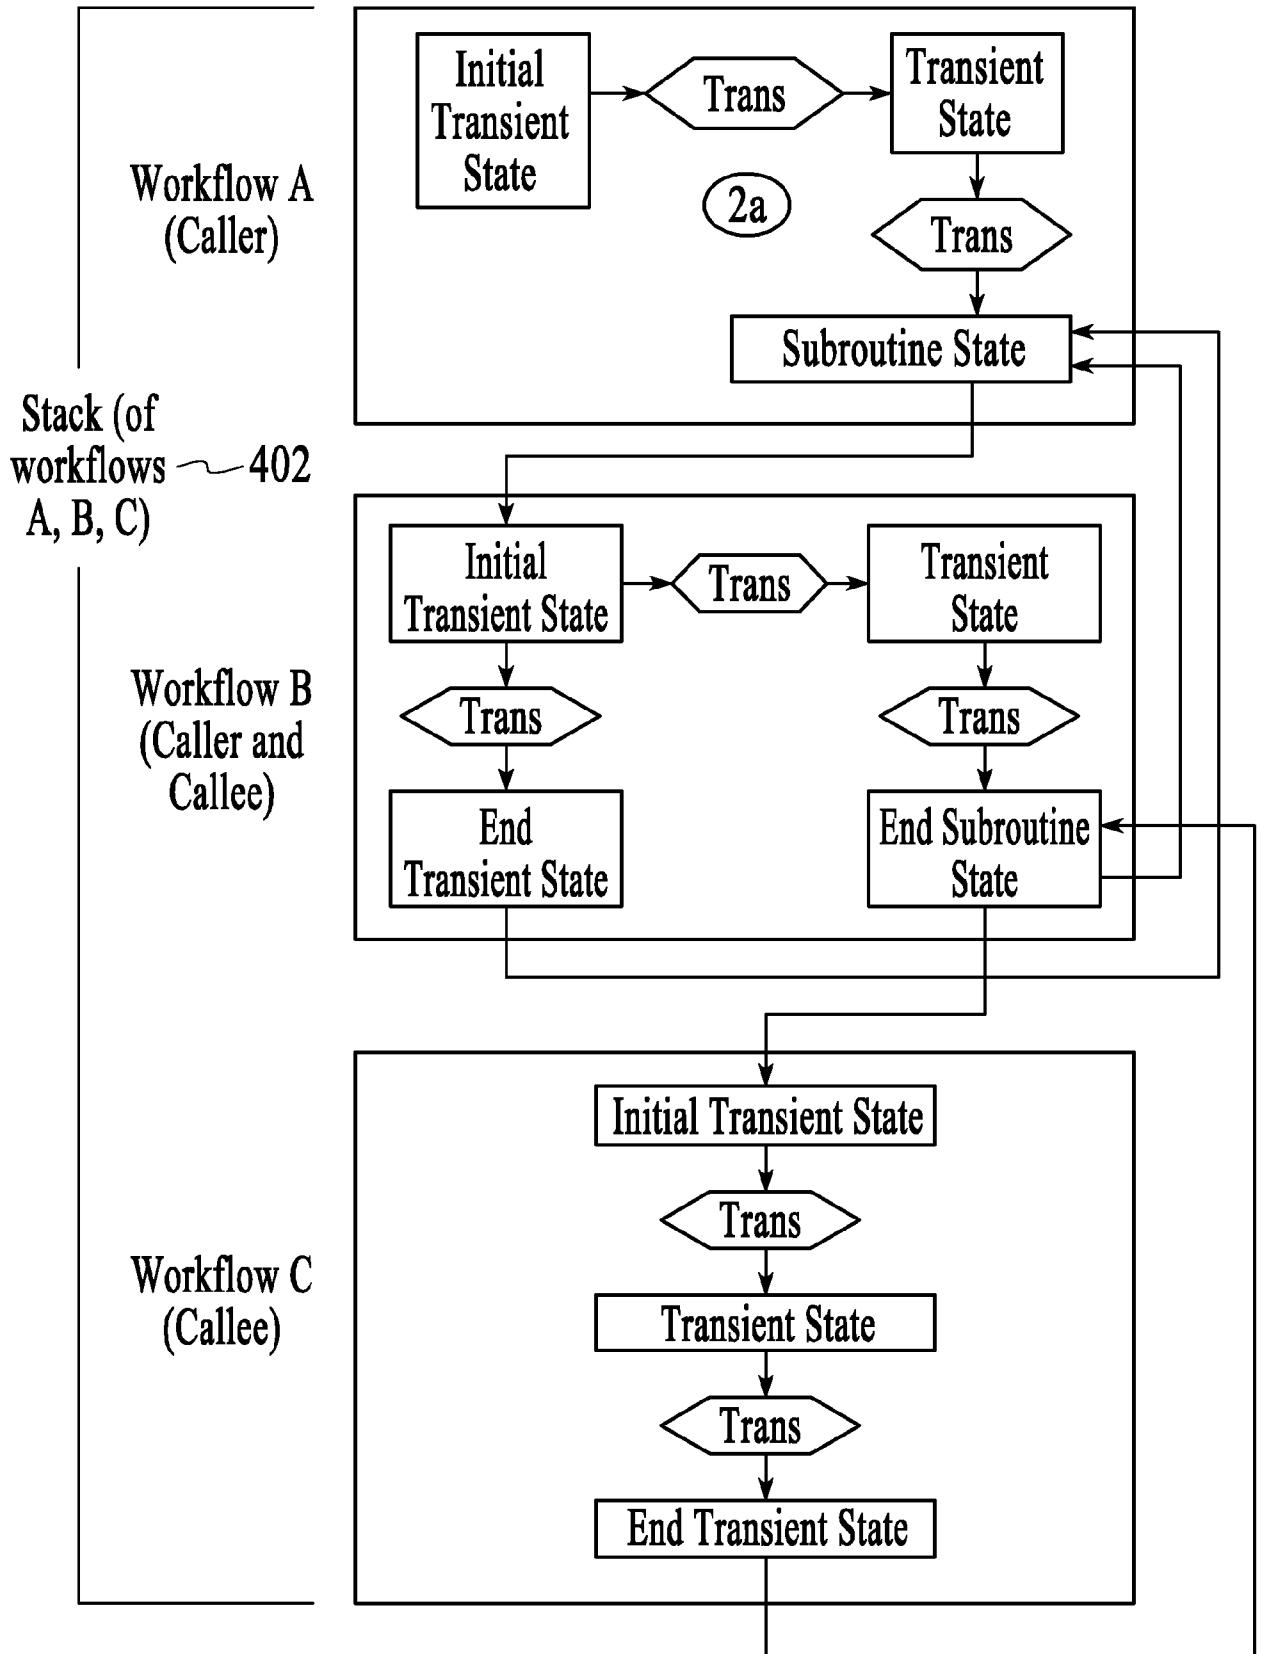 Initial
Transient
State
Trans
Transient
State
Workflow A
(Caller)
2a
Trans
Subroutine State
Stack (of
workflows
A, B, C)
402
Initial
Transient State
Trans
Transient
State
Workflow B
(Caller and
Callee)
Trans
Trans
End
Transient State
End Subroutine
State
Initial Transient State
Trans
Workflow C
(Callee)
Transient State
Trans
End Transient State